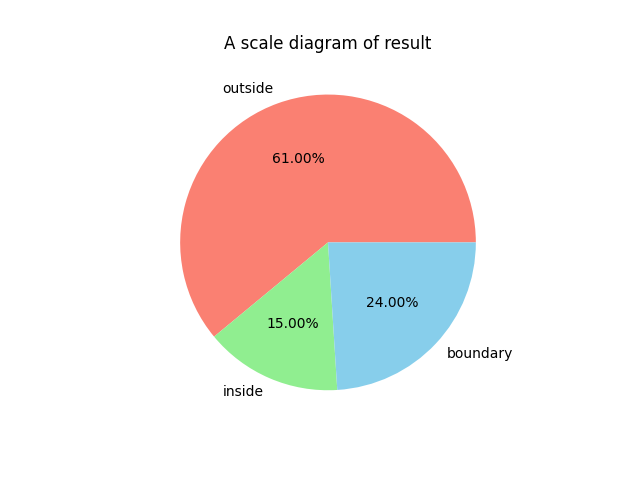 A scale diagram of result
outside
61.00%
24.00%
15.00%
boundary
inside